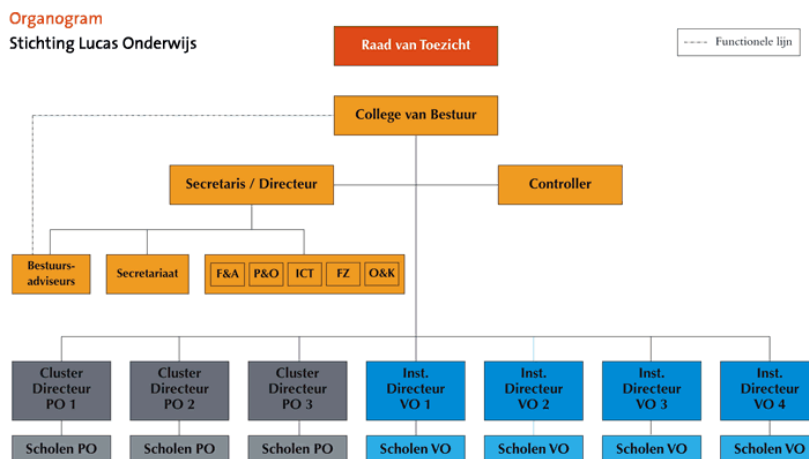 Organogram
Stichting Lucas Onderwijs
Raad van Toezicht
Functionele lijn
College van Bestuur
Secretaris / Directeur
Controller
Bestuurs-
adviseurs
Secretariaat
F&A
P&O
ICT
FZ
O&K
Cluster
Directeur
PO 1
Cluster
Directeur
PO 2
Cluster
Directeur
PO 3
Inst.
Directeur
VO 1
Inst.
Directeur
VO 2
Inst.
Directeur
VO 3
Inst.
Directeur
VO 4
Scholen PO
Scholen PO
Scholen PO
Scholen VO
Scholen VO
Scholen VO
Scholen VO